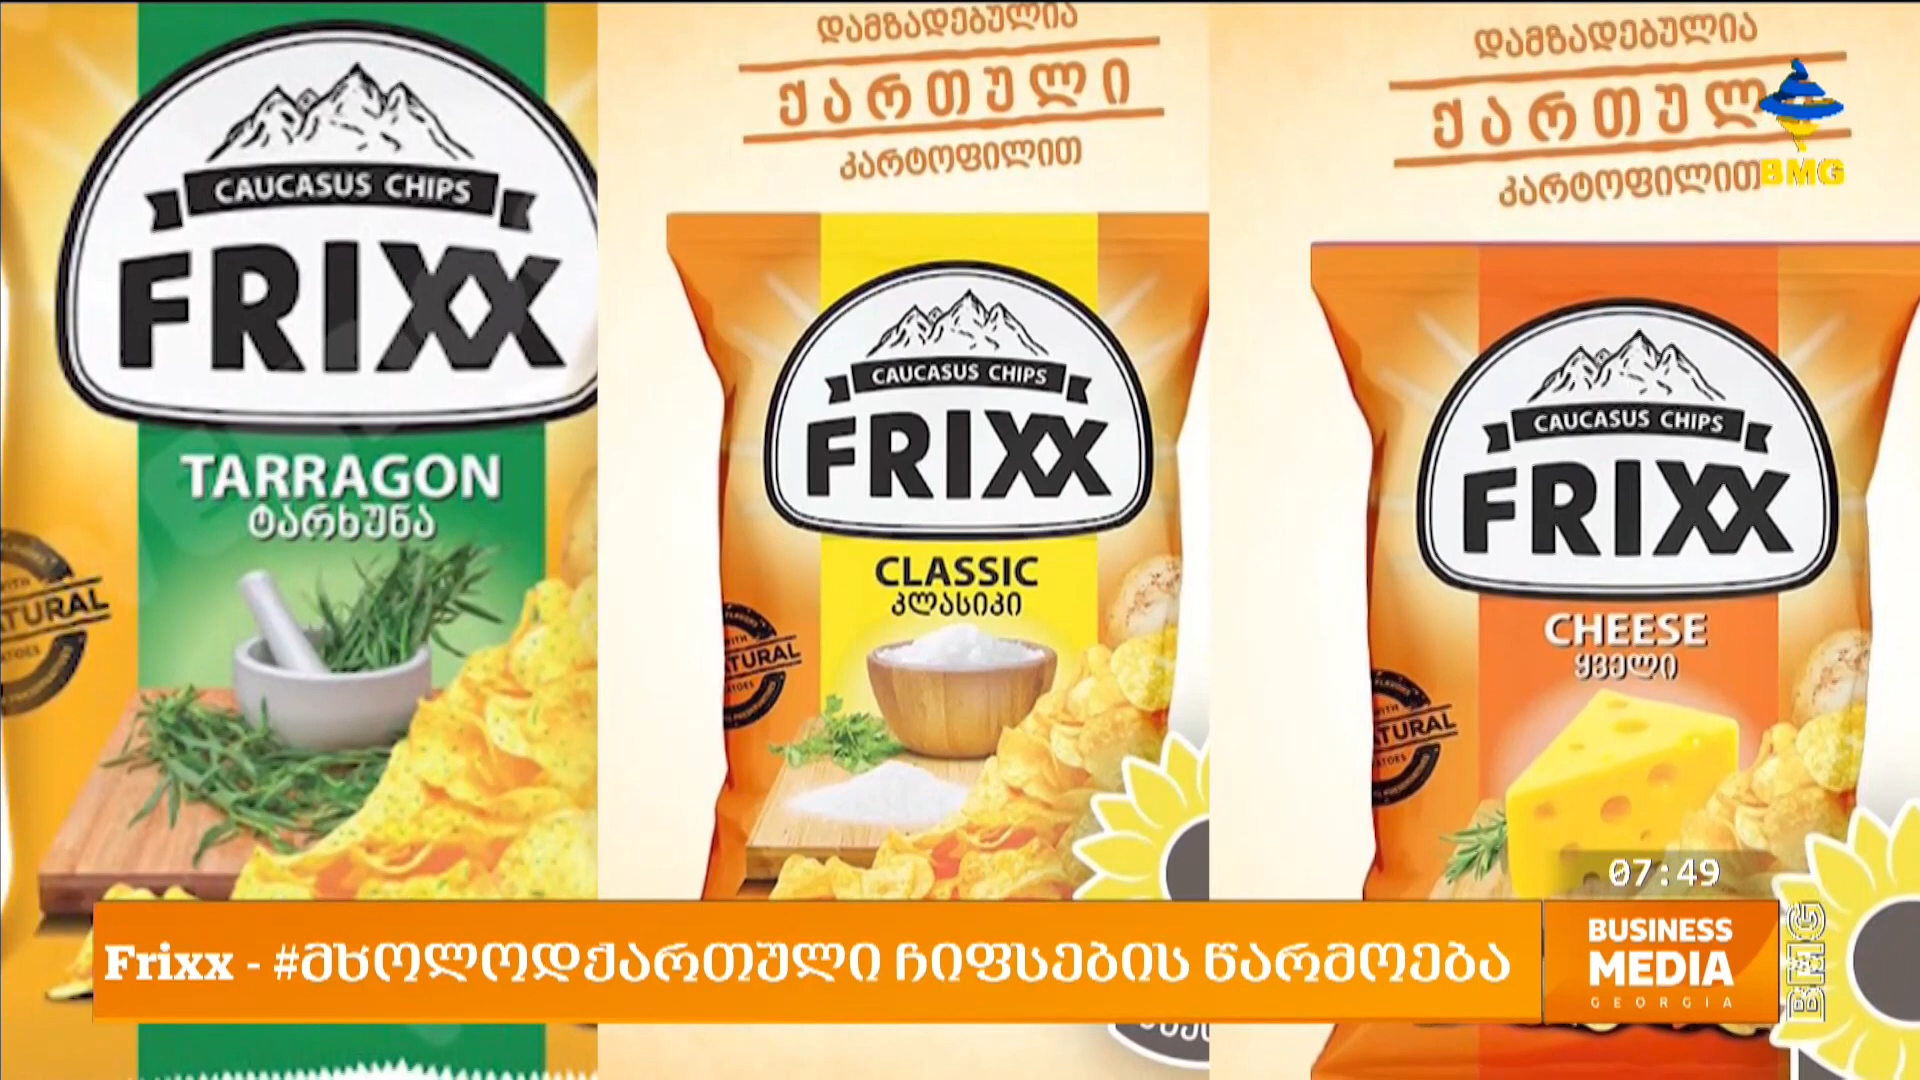 CAUCASUS CHIPS
FRIXX
TARRAGON
ტარხუნა
დამზადებულია
ქართული
კარტოფილით
CAUCASUS CHIPS
FRIXX
CLASSIC
კლასიკი
დამზადებულია
ქართულ
კარტოფილით
BMG
CAUCASUS CHIPS
FRIXX
CHEESE
ყველი
07:49
Frixx - #მხოლოდქართული ჩიფსების წარმოება
BUSINESS
MEDIA
GEORGIA
BMG